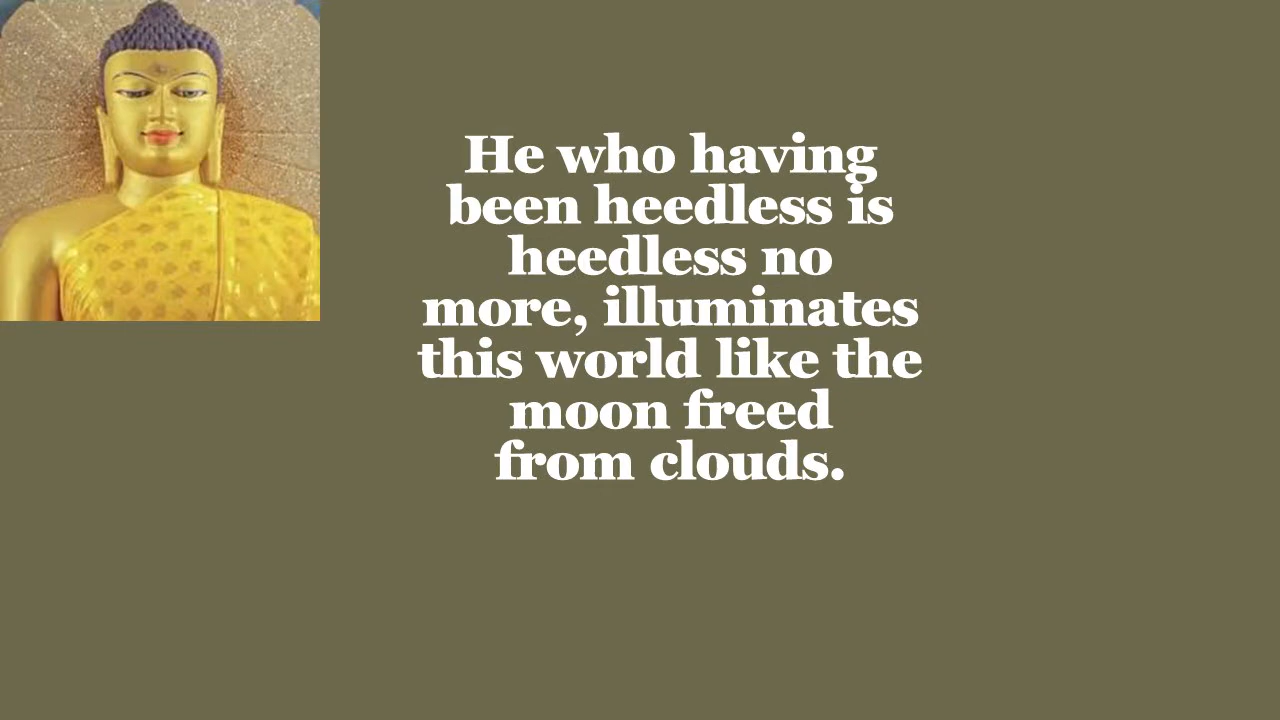 He who having
been heedless is
heedless no
more, illuminates
this world like the
moon freed
from clouds.